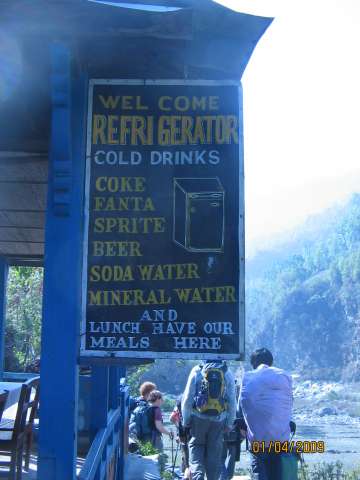 WEL COME
REFRI GERATOR
COLD DRINKS
COKE
FANTA
SPRITE
BEER
SODA WATER
MINERAL WATER
AND
LUNCH HAVE OUR
MEALS HERE
01/04/2009